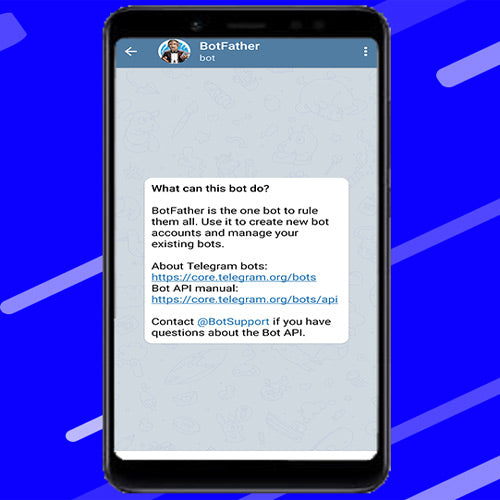 BotFather
bot
What can this bot do?
BotFather is the one bot to rule
them all. Use it to create new bot
accounts and manage your
existing bots.
About Telegram bots:
https://core.telegram.org/bots
Bot API manual:
https://core.telegram.org/bots/api
Contact @BotSupport if you have
questions about the Bot API.